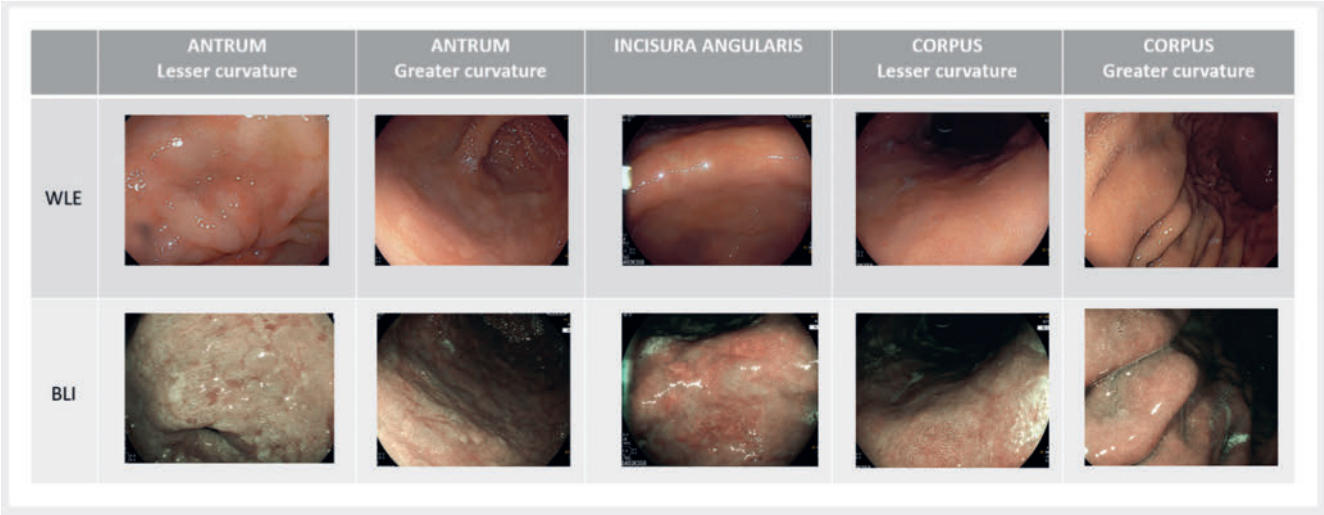 ANTRUM
Lesser curvature
ANTRUM
Greater curvature
INCISURA ANGULARIS
CORPUS
Lesser curvature
CORPUS
Greater curvature
WLE
BLI